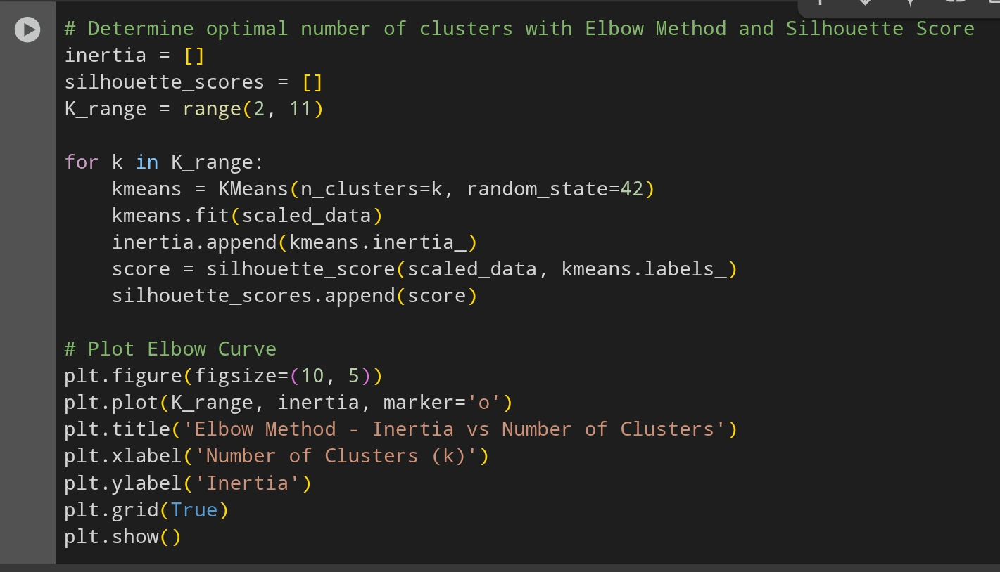 # Determine optimal number of clusters with Elbow Method and Silhouette Score
inertia = []
silhouette_scores = []
K_range = range(2, 11)

for k in K_range:
    kmeans = KMeans(n_clusters=k, random_state=42)
    kmeans.fit(scaled_data)
    inertia.append(kmeans.inertia_)
    score = silhouette_score(scaled_data, kmeans.labels_)
    silhouette_scores.append(score)

# Plot Elbow Curve
plt.figure(figsize=(10, 5))
plt.plot(K_range, inertia, marker='o')
plt.title('Elbow Method - Inertia vs Number of Clusters')
plt.xlabel('Number of Clusters (k)')
plt.ylabel('Inertia')
plt.grid(True)
plt.show()